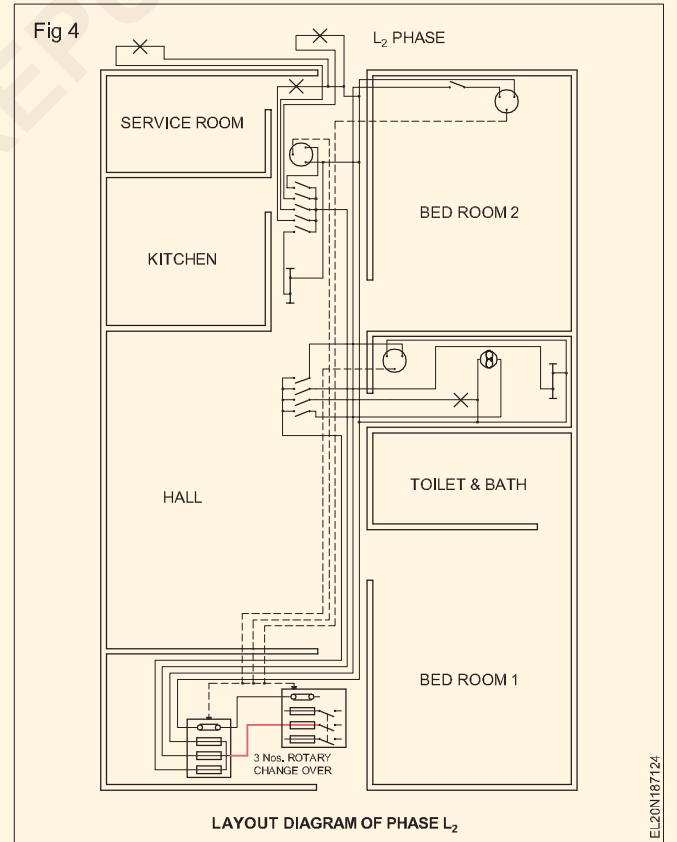 Fig 4
L₂ PHASE
SERVICE ROOM
BED ROOM 2
KITCHEN
HALL
TOILET & BATH
BED ROOM 1
3 Nos. ROTARY
CHANGE OVER
LAYOUT DIAGRAM OF PHASE L₂
EL20N187124